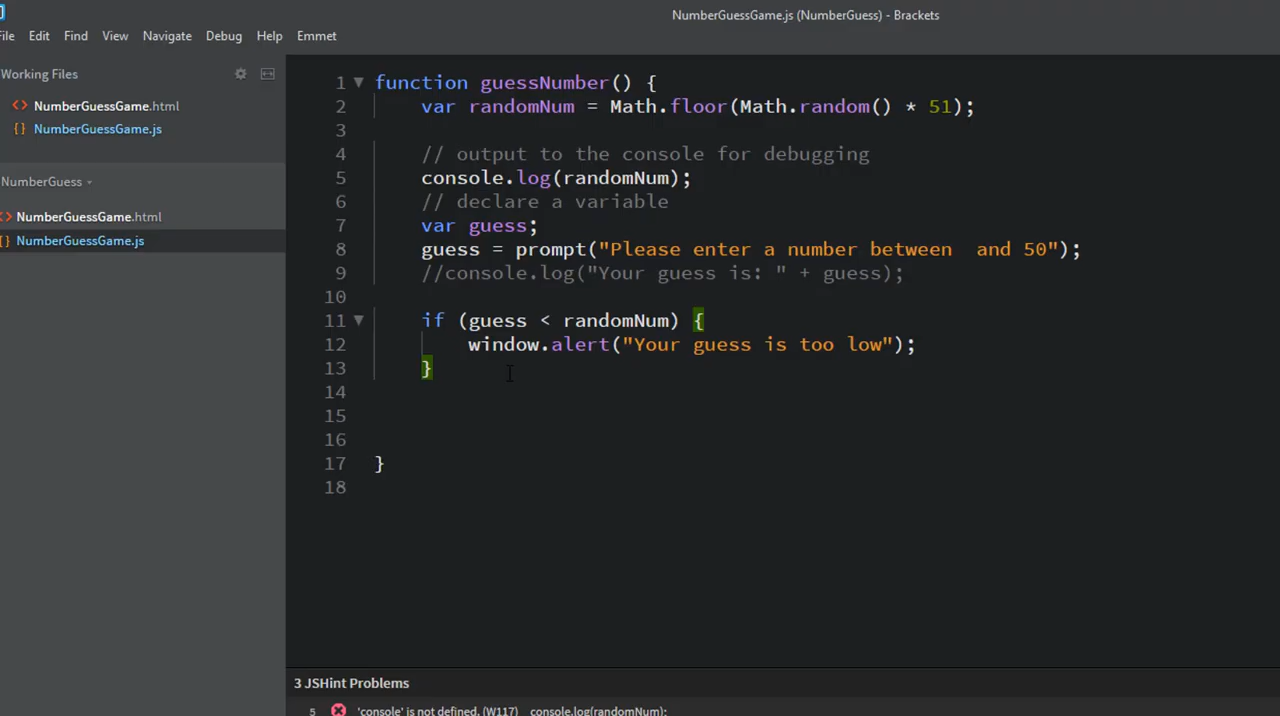 NumberGuessGame.js (NumberGuess) - Brackets
File Edit Find View Navigate Debug Help Emmet
Working Files
<> NumberGuessGame.html
{} NumberGuessGame.js
NumberGuess
<> NumberGuessGame.html
{} NumberGuessGame.js
1 function guessNumber() {
2 var randomNum = Math.floor(Math.random() * 51);
3
4 // output to the console for debugging
5 console.log(randomNum);
6 // declare a variable
7 var guess;
8 guess = prompt("Please enter a number between  and 50");
9 //console.log("Your guess is: " + guess);
10
11 if (guess < randomNum) {
12 window.alert("Your guess is too low");
13 }
14
15
16
17 }
18
3 JSHint Problems
5 'console' is not defined. (W117) console.log(randomNum);